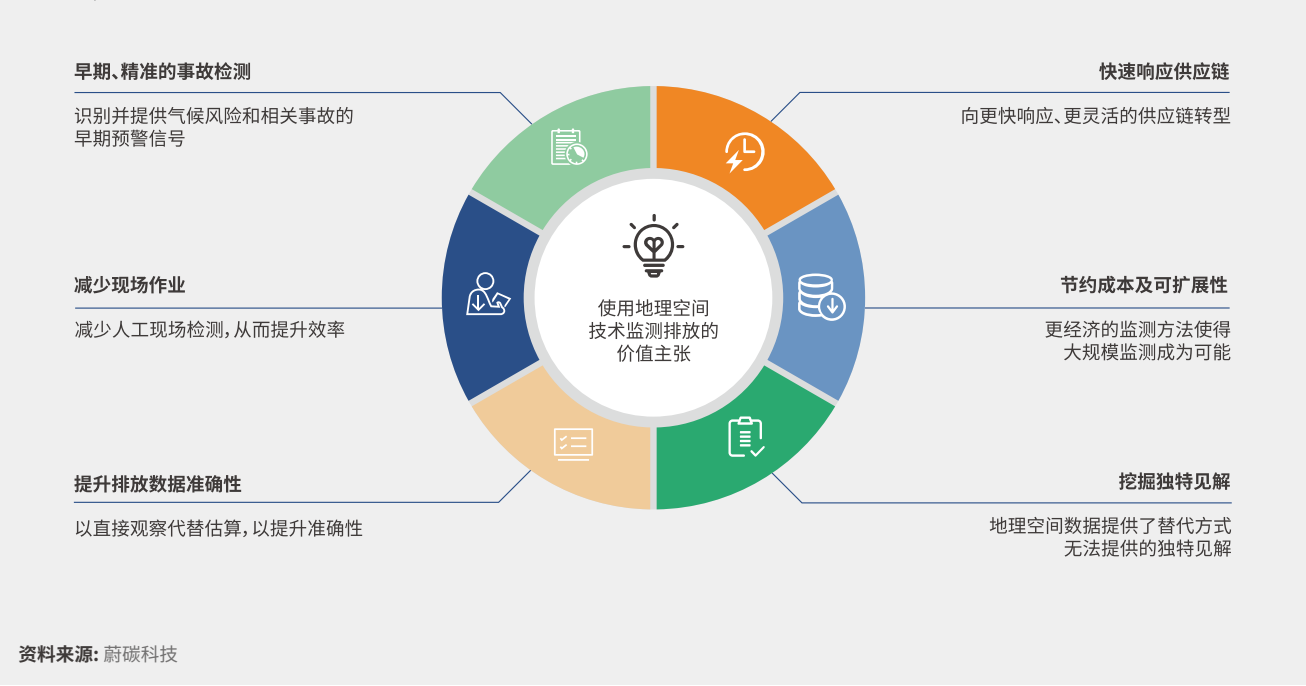 早期、精准的事故检测
识别并提供气候风险和相关事故的
早期预警信号
快速响应供应链
向更快响应、更灵活的供应链转型
减少现场作业
减少人工现场检测，从而提升效率
使用地理空间
技术监测排放的
价值主张
节约成本及可扩展性
更经济的监测方法使得
大规模监测成为可能
提升排放数据准确性
以直接观察代替估算，以提升准确性
挖掘独特见解
地理空间数据提供了替代方式
无法提供的独特见解
资料来源: 蔚碳科技